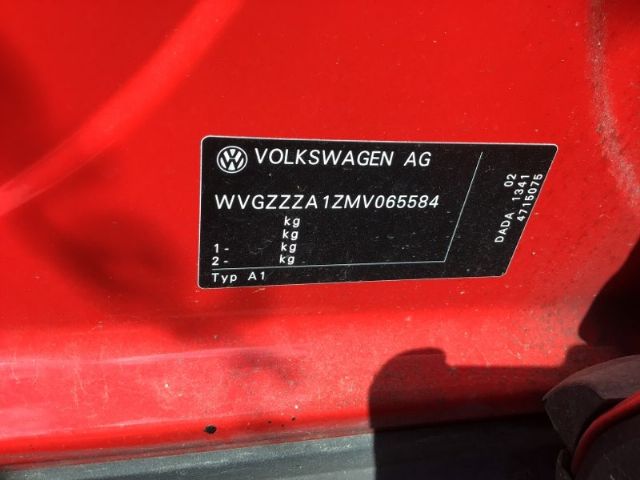 VOLKSWAGEN AG
WVGZZZA1ZMV065584
kg
kg
1- kg
2- kg
Typ A1
02
DADA 1341
4715075